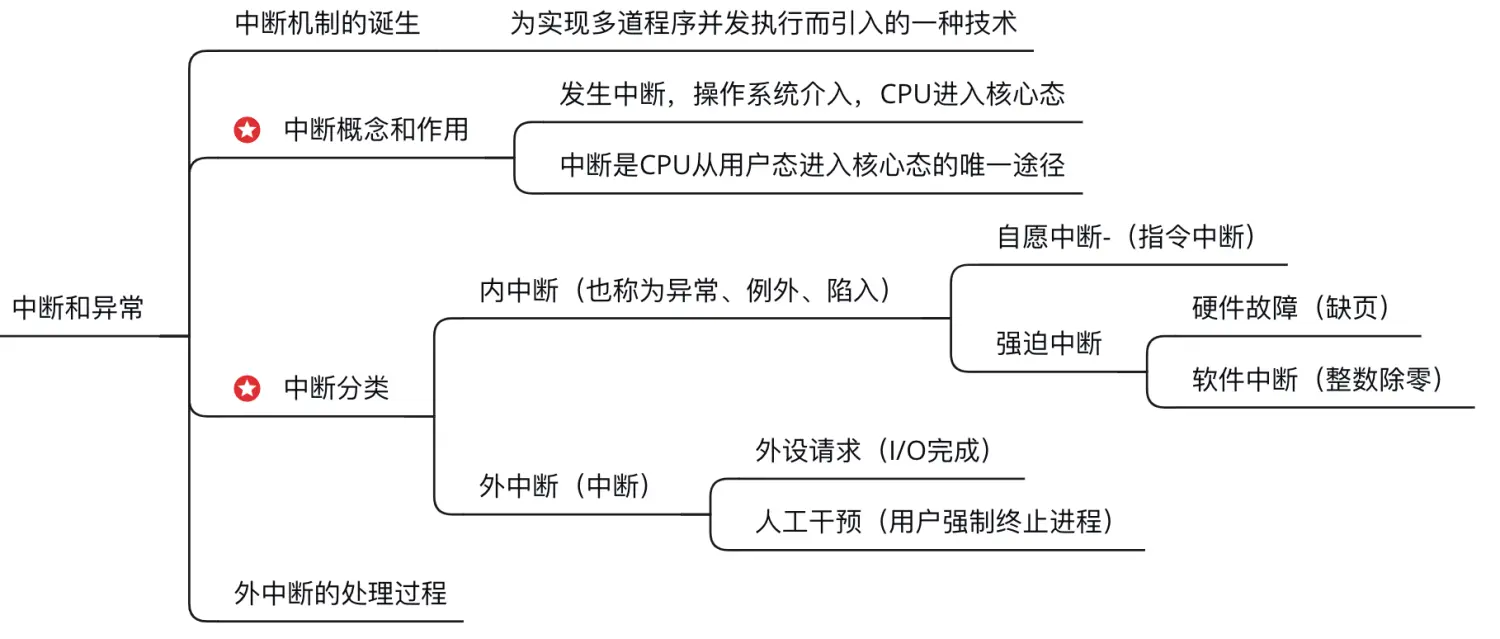 中断机制的诞生
为实现多道程序并发执行而引入的一种技术
中断概念和作用
发生中断，操作系统介入，CPU进入核心态
中断是CPU从用户态进入核心态的唯一途径
中断和异常
中断分类
内中断（也称为异常、例外、陷入）
自愿中断-（指令中断）
强迫中断
硬件故障（缺页）
软件中断（整数除零）
外中断（中断）
外设请求（I/O完成）
人工干预（用户强制终止进程）
外中断的处理过程